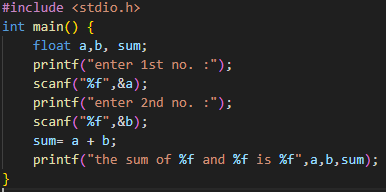 #include <stdio.h>
int main() {
    float a,b, sum;
    printf("enter 1st no. :");
    scanf("%f",&a);
    printf("enter 2nd no. :");
    scanf("%f",&b);
    sum= a + b;
    printf("the sum of %f and %f is %f",a,b,sum);
}